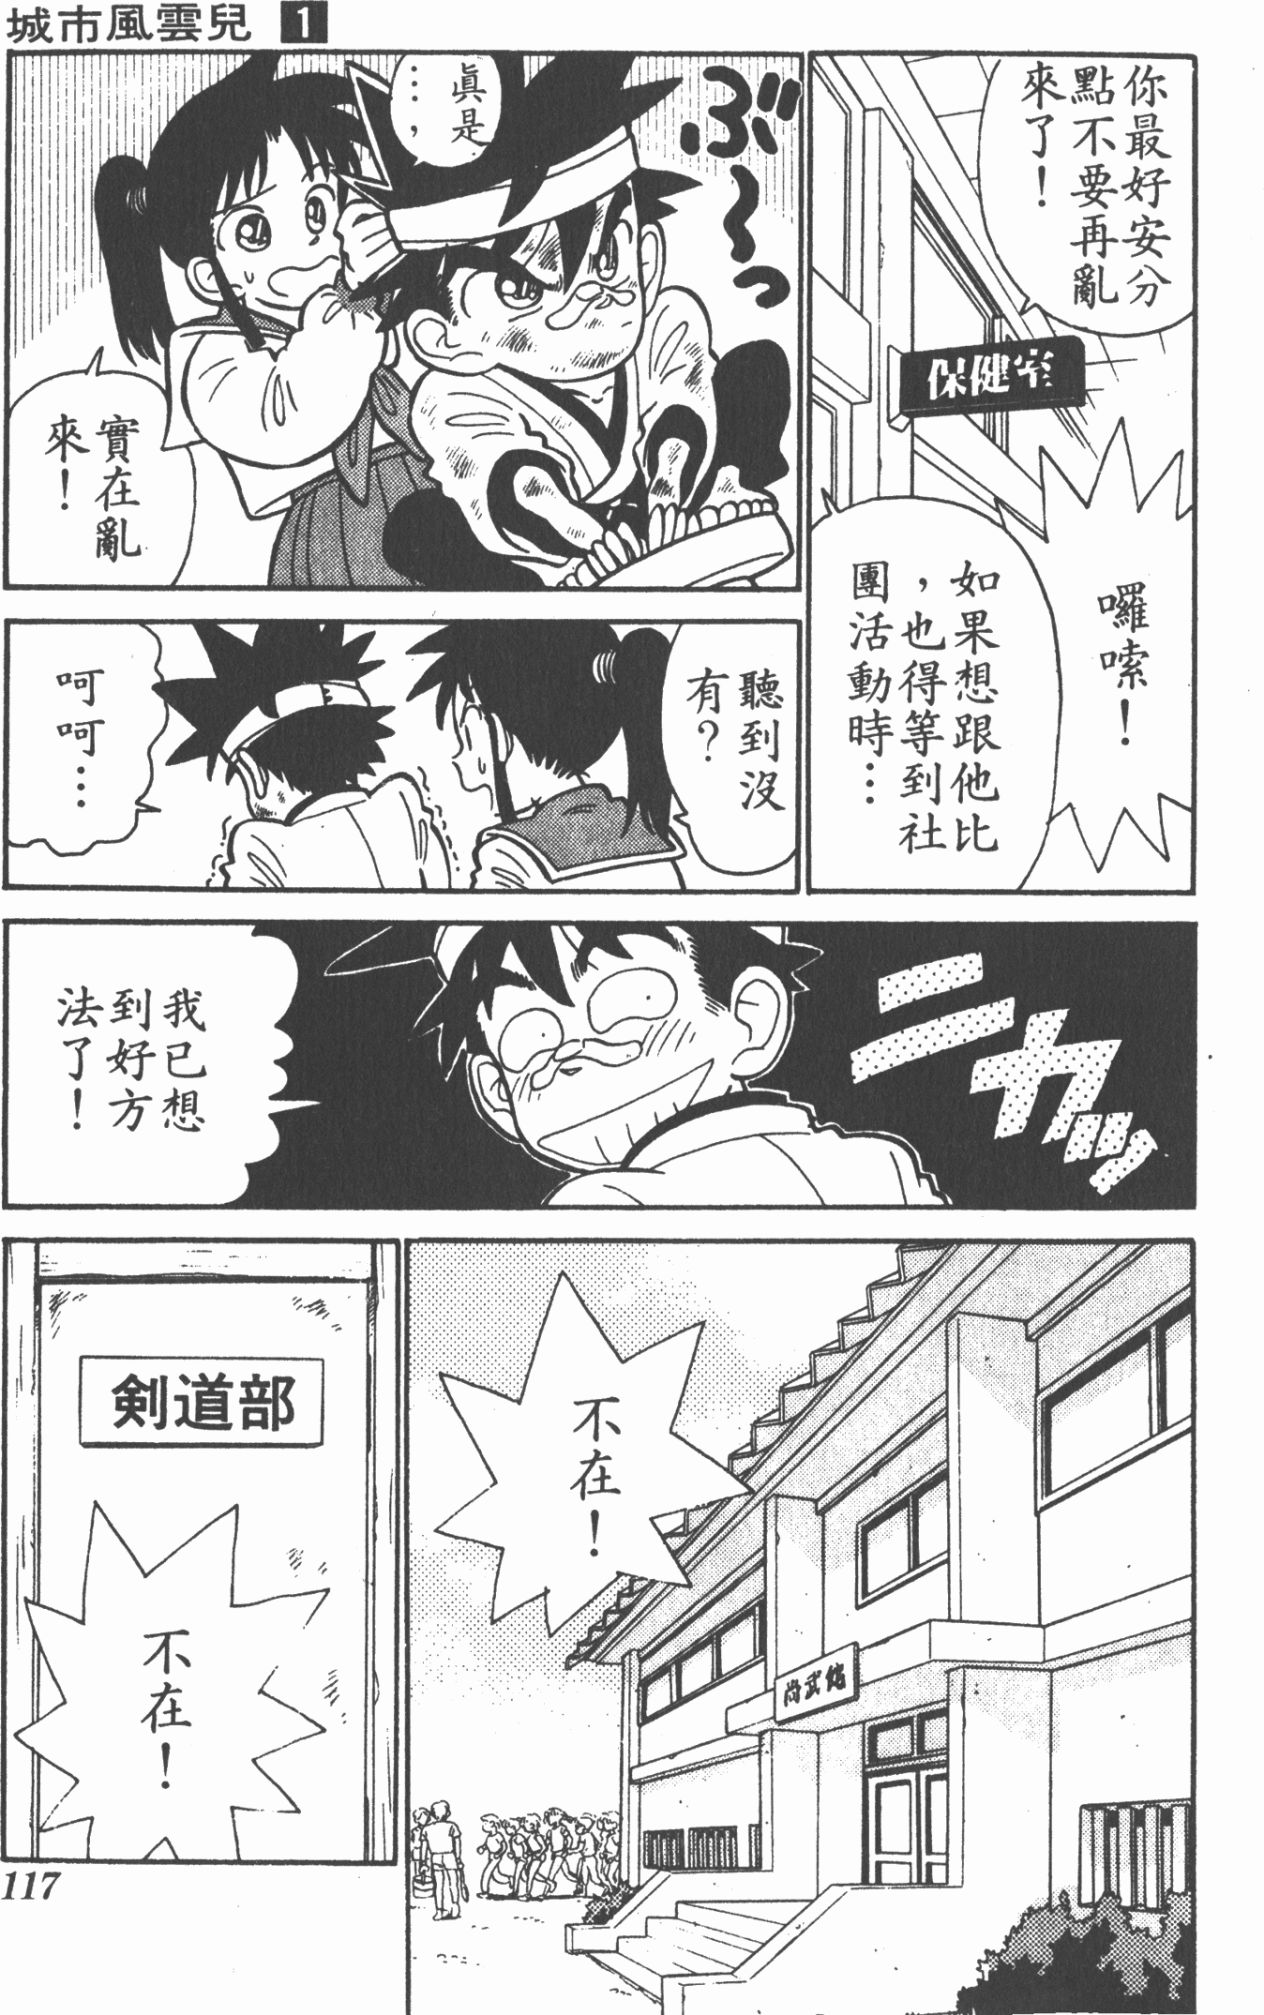 城市風雲兒 1
你最好安分
點不要再亂
來了！
保健室
囉嗦！
如果想跟他比
，也得等到社
團活動時…
ぶ～っ
眞是
…，
實在亂
來！
聽到沒
有？
呵呵…
ニカッ
我已想
到好方
法了！
不在！
尚武館
剣道部
不在！
117